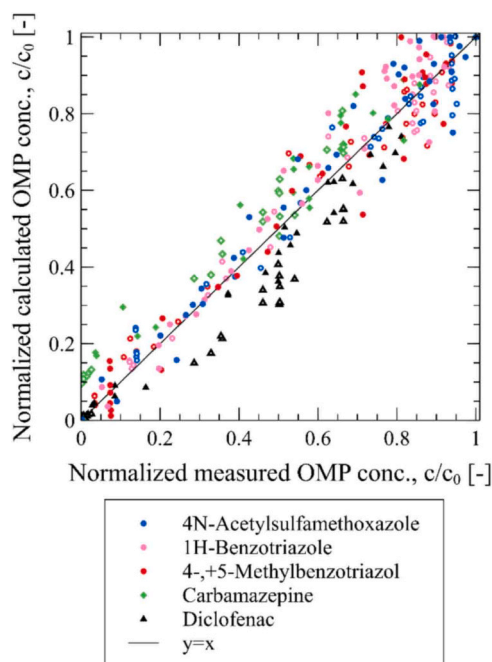 Normalized calculated OMP conc., c/c₀ [-]
1
0.8
0.6
0.4
0.2
0
0 0.2 0.4 0.6 0.8 1
Normalized measured OMP conc., c/c₀ [-]
4N-Acetylsulfamethoxazole
1H-Benzotriazole
4-,+5-Methylbenzotriazol
Carbamazepine
Diclofenac
y=x